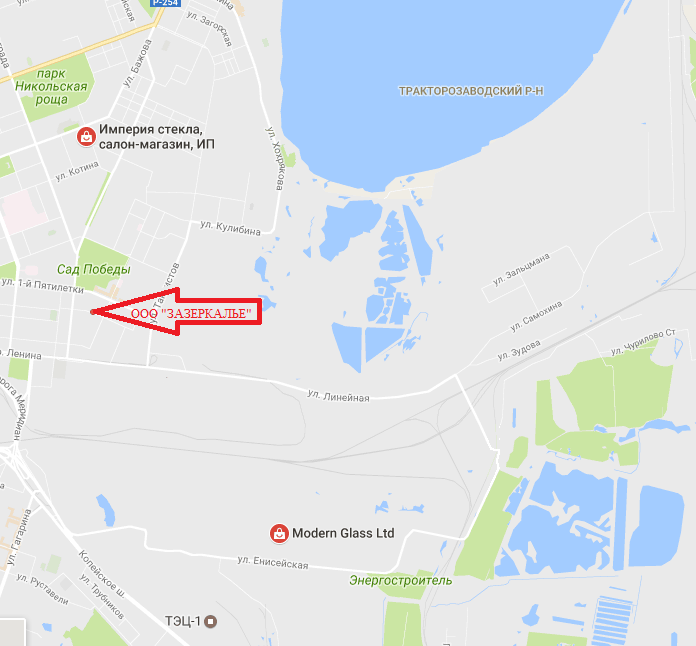 Р-254
ул. Загорская
ул. Бажова
парк
Никольская
роща
ТРАКТОРОЗАВОДСКИЙ Р-Н
Империя стекла,
салон-магазин, ИП
ул. Хохрякова
ул. Котина
ул. Кулибина
Сад Победы
ул. Зальцмана
ул. 1-й Пятилетки
ООО "ЗАЗЕРКАЛЬЕ"
ул. Самохина
ул. Чурилово Ст
ул. Зудова
Ленина
ул. Линейная
Modern Glass Ltd
ул. Гагарина
ул. Енисейская
Копейское ш.
Энергостроитель
ул. Руставели
ул. Трубников
ТЭЦ-1